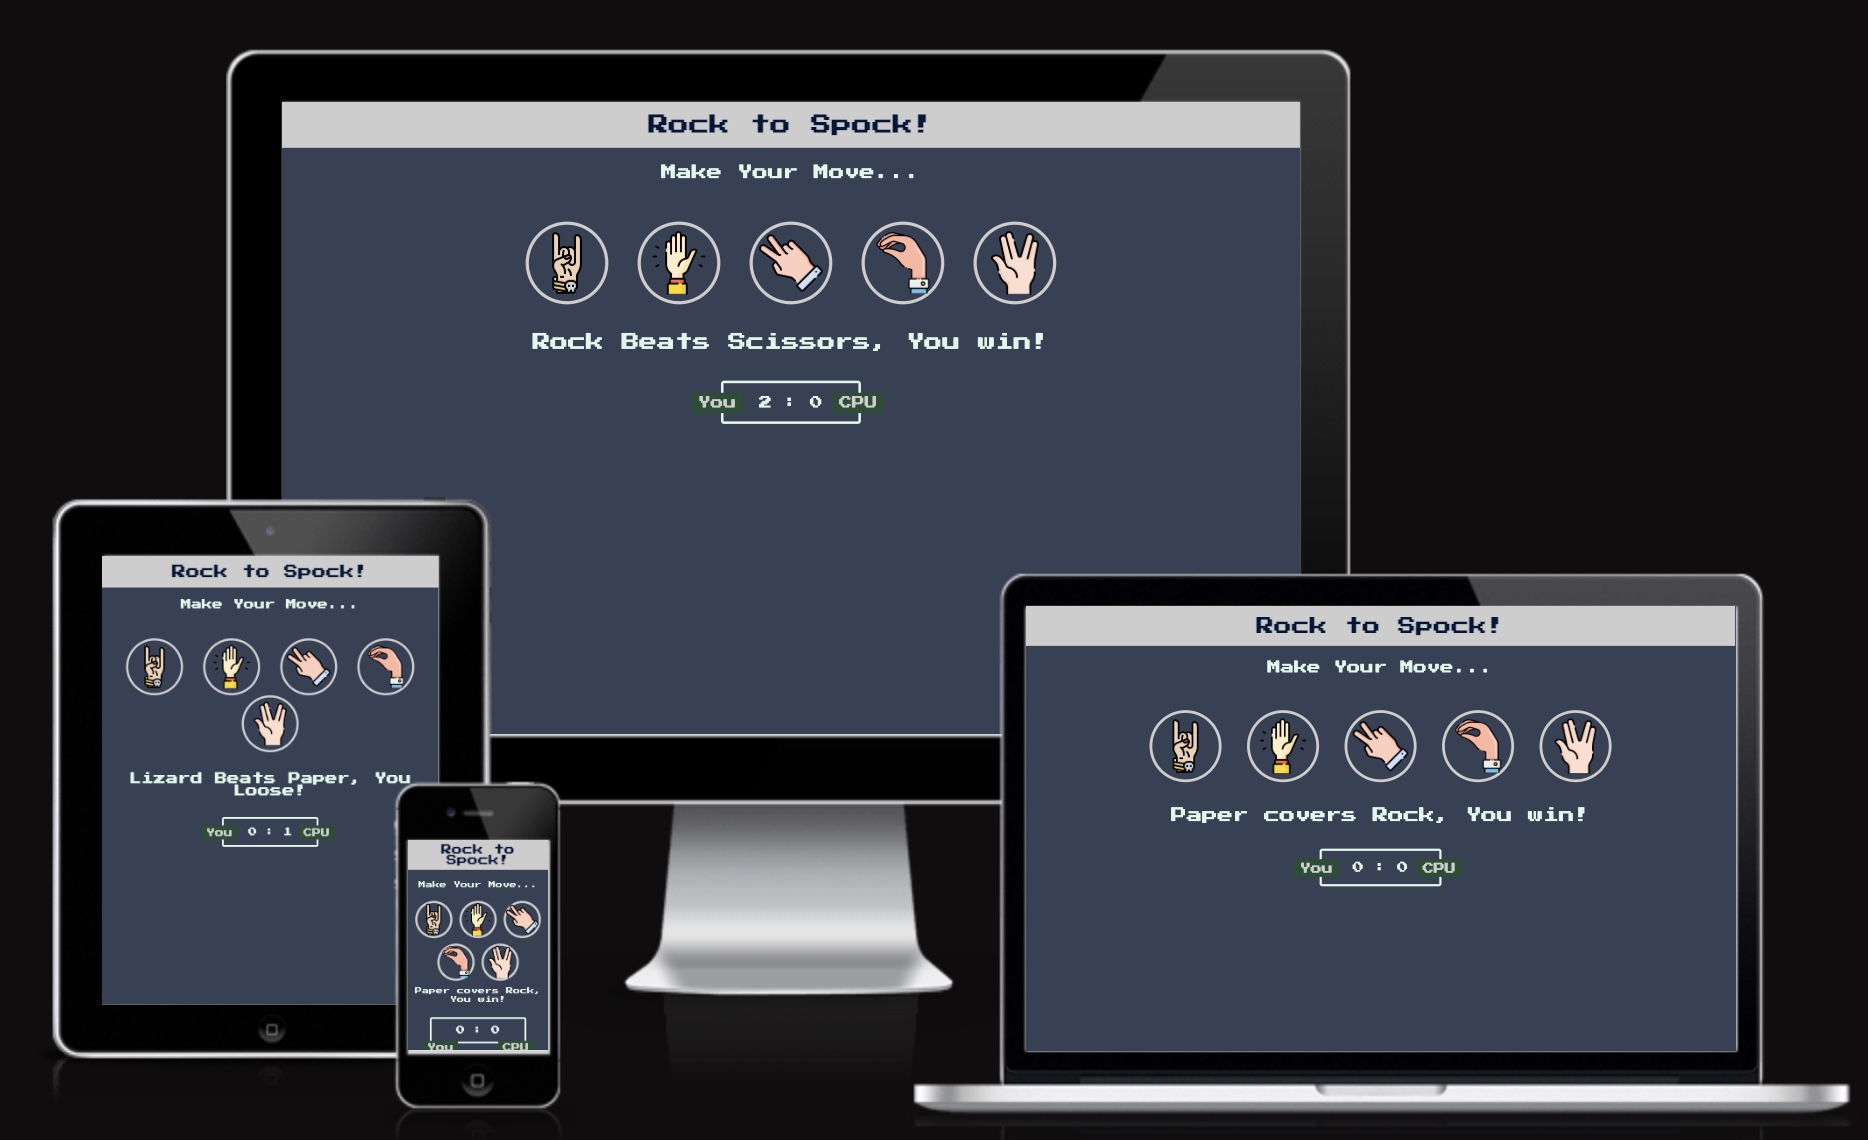 Rock to Spock!
Make Your Move...
Rock Beats Scissors, You win!
You 2 : 0 CPU
Rock to Spock!
Make Your Move...
Lizard Beats Paper, You
Loose!
You 0 : 1 CPU
Rock to
Spock!
Make Your Move...
Paper covers Rock,
You win!
0 : 0
You CPU
Rock to Spock!
Make Your Move...
Paper covers Rock, You win!
You 0 : 0 CPU